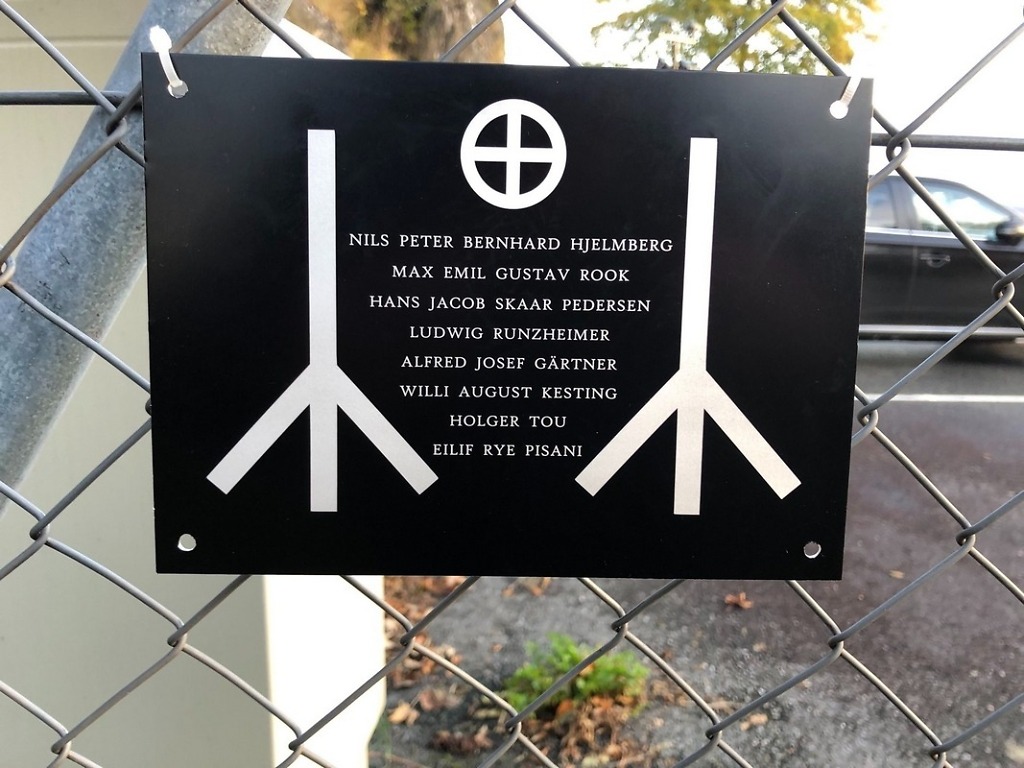 NILS PETER BERNHARD HJELMBERG
MAX EMIL GUSTAV ROOK
HANS JACOB SKAAR PEDERSEN
LUDWIG RUNZHEIMER
ALFRED JOSEF GÄRTNER
WILLI AUGUST KESTING
HOLGER TOU
EILIF RYE PISANI